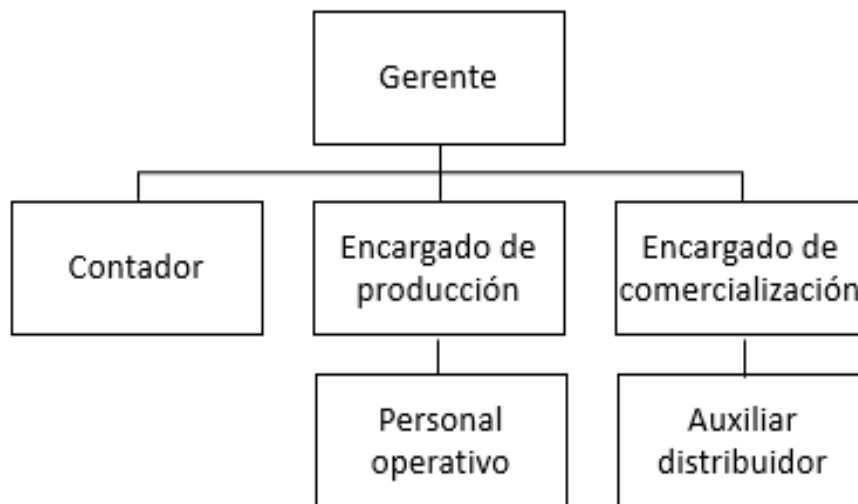 Gerente
Contador
Encargado de
producción
Encargado de
comercialización
Personal
operativo
Auxiliar
distribuidor